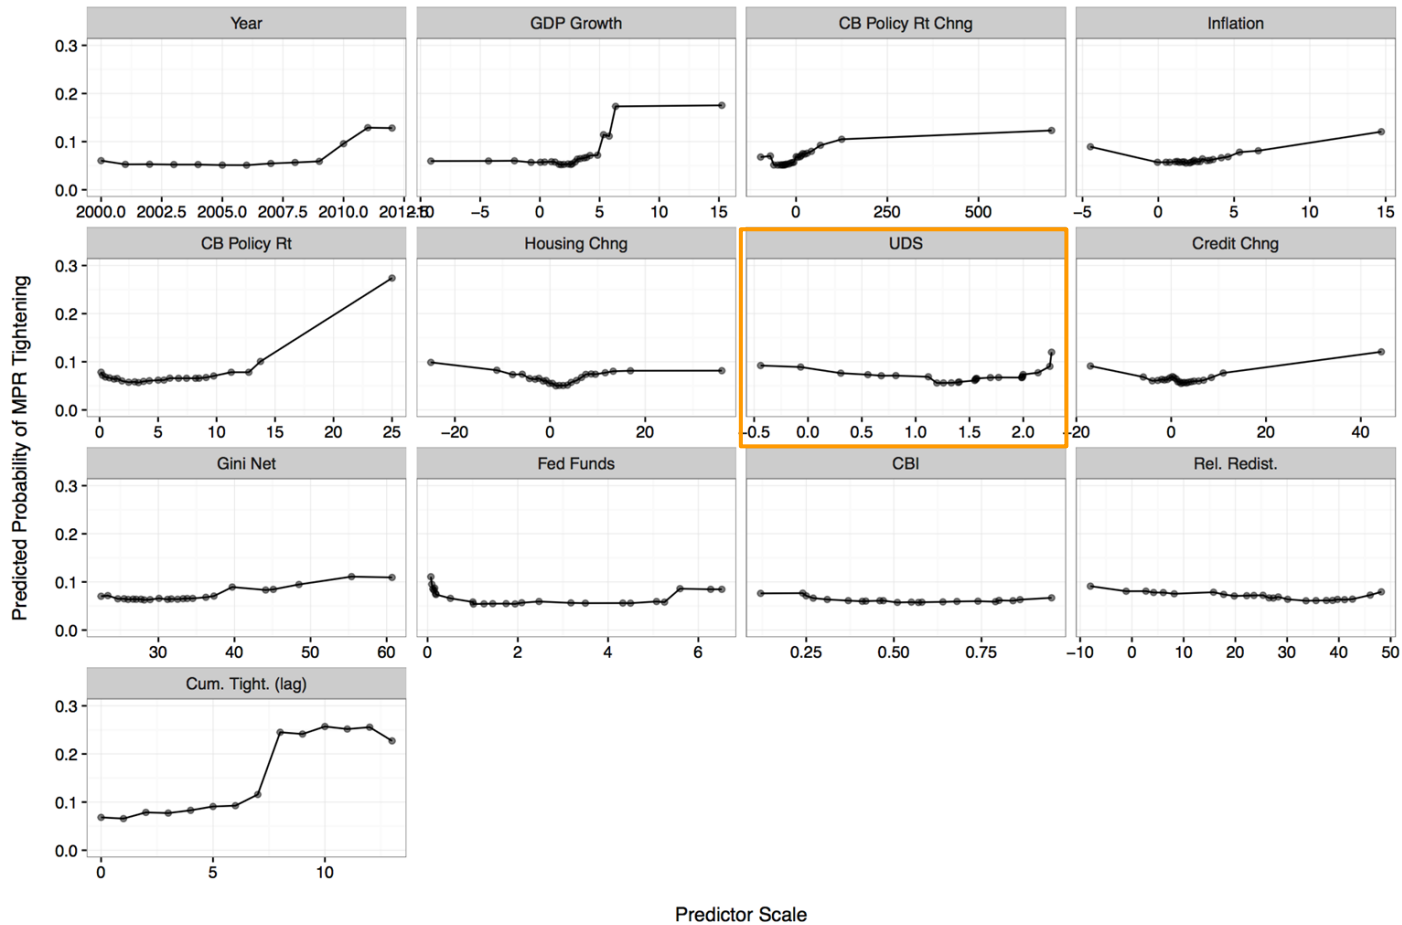 Year GDP Growth CB Policy Rt Chng Inflation
0.3
0.2
0.1
0.0
2000.0 2002.5 2005.0 2007.5 2010.0 −5 0 5 10 15 0 250 500 −5 0 5 10 15
CB Policy Rt Housing Chng UDS Credit Chng
0.3
0.2
0.1
0.0
0 5 10 15 20 25 −20 0 20 0.0 0.5 1.0 1.5 2.0 0 20 40
Gini Net Fed Funds CBI Rel. Redist.
0.3
0.2
0.1
0.0
30 40 50 60 0 2 4 6 0.25 0.50 0.75 −10 0 10 20 30 40 50
Cum. Tight. (lag)
0.3
0.2
0.1
0.0
0 5 10
Predicted Probability of MPR Tightening
Predictor Scale